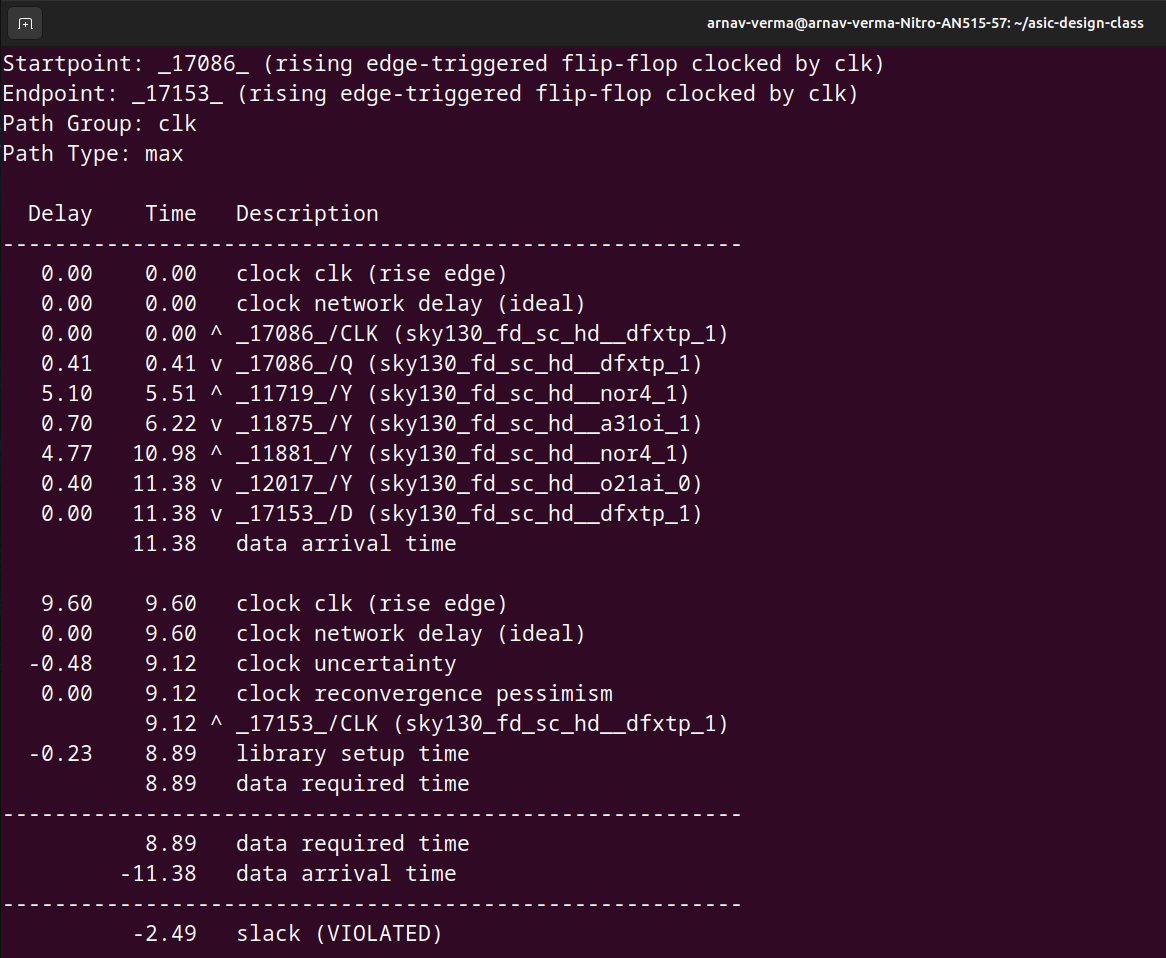 arnav-verma@arnav-verma-Nitro-AN515-57: ~/asic-design-class
Startpoint: _17086_ (rising edge-triggered flip-flop clocked by clk)
Endpoint: _17153_ (rising edge-triggered flip-flop clocked by clk)
Path Group: clk
Path Type: max
  Delay    Time   Description
---------------------------------------------------------
   0.00    0.00   clock clk (rise edge)
   0.00    0.00   clock network delay (ideal)
   0.00    0.00 ^ _17086_/CLK (sky130_fd_sc_hd__dfxtp_1)
   0.41    0.41 v _17086_/Q (sky130_fd_sc_hd__dfxtp_1)
   5.10    5.51 ^ _11719_/Y (sky130_fd_sc_hd__nor4_1)
   0.70    6.22 v _11875_/Y (sky130_fd_sc_hd__a31oi_1)
   4.77   10.98 ^ _11881_/Y (sky130_fd_sc_hd__nor4_1)
   0.40   11.38 v _12017_/Y (sky130_fd_sc_hd__o21ai_0)
   0.00   11.38 v _17153_/D (sky130_fd_sc_hd__dfxtp_1)
          11.38   data arrival time
   9.60    9.60   clock clk (rise edge)
   0.00    9.60   clock network delay (ideal)
  -0.48    9.12   clock uncertainty
   0.00    9.12   clock reconvergence pessimism
           9.12 ^ _17153_/CLK (sky130_fd_sc_hd__dfxtp_1)
  -0.23    8.89   library setup time
           8.89   data required time
---------------------------------------------------------
           8.89   data required time
         -11.38   data arrival time
---------------------------------------------------------
          -2.49   slack (VIOLATED)